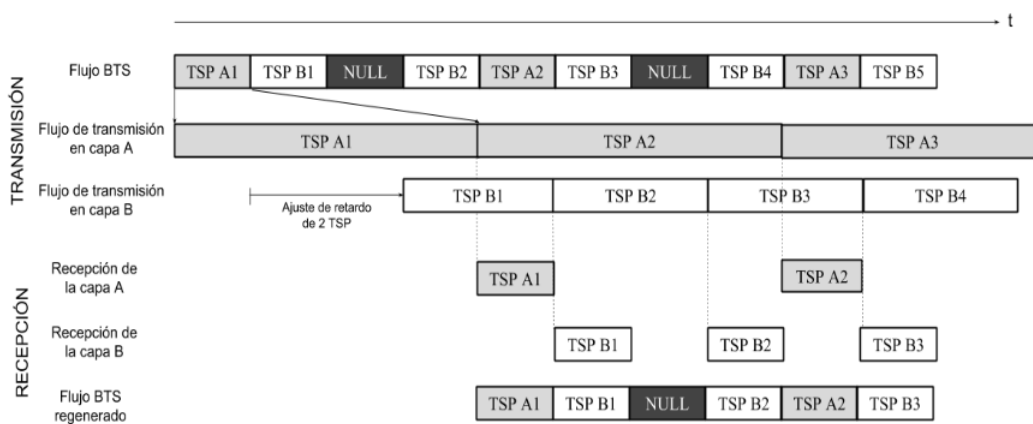 t
Flujo BTS
TSP A1 TSP B1 NULL TSP B2 TSP A2 TSP B3 NULL TSP B4 TSP A3 TSP B5
TRANSMISIÓN
Flujo de transmisión
en capa A
TSP A1 TSP A2 TSP A3
Flujo de transmisión
en capa B
Ajuste de retardo
de 2 TSP
TSP B1 TSP B2 TSP B3 TSP B4
RECEPCIÓN
Recepción de
la capa A
TSP A1 TSP A2
Recepción de
la capa B
TSP B1 TSP B2 TSP B3
Flujo BTS
regenerado
TSP A1 TSP B1 NULL TSP B2 TSP A2 TSP B3